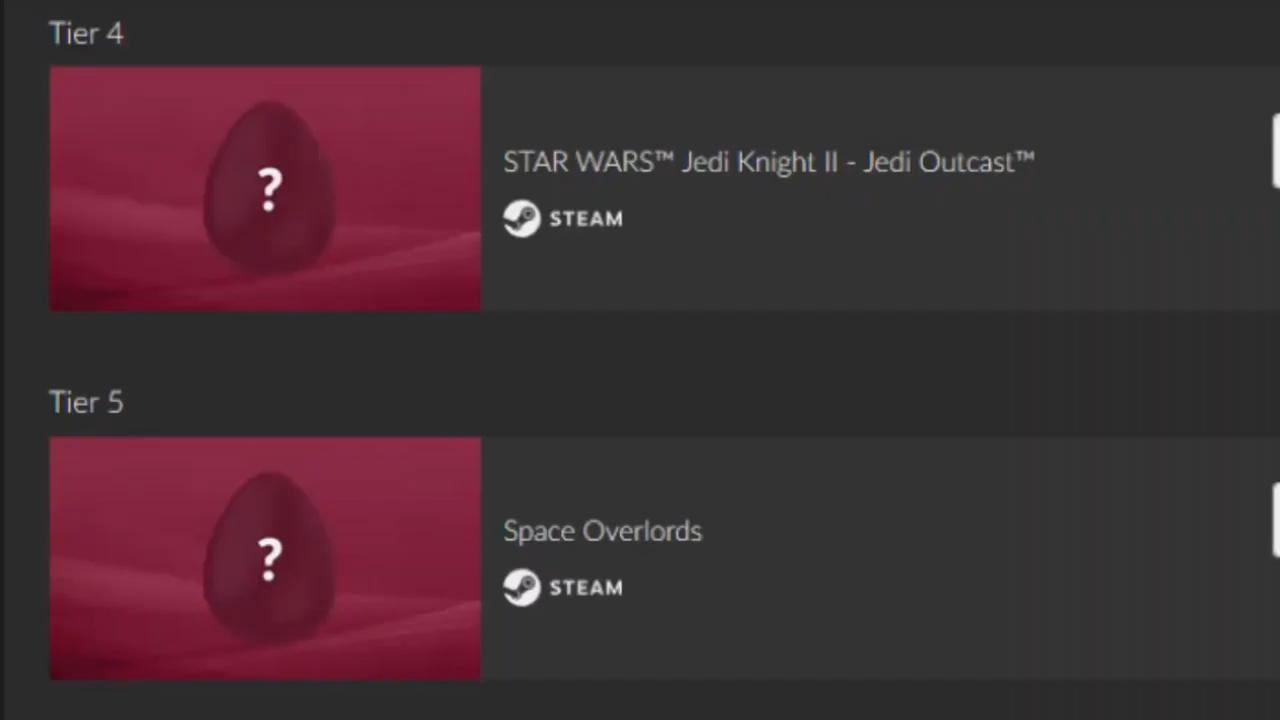 Tier 4
?
STAR WARS™ Jedi Knight II - Jedi Outcast™
STEAM
Tier 5
?
Space Overlords
STEAM